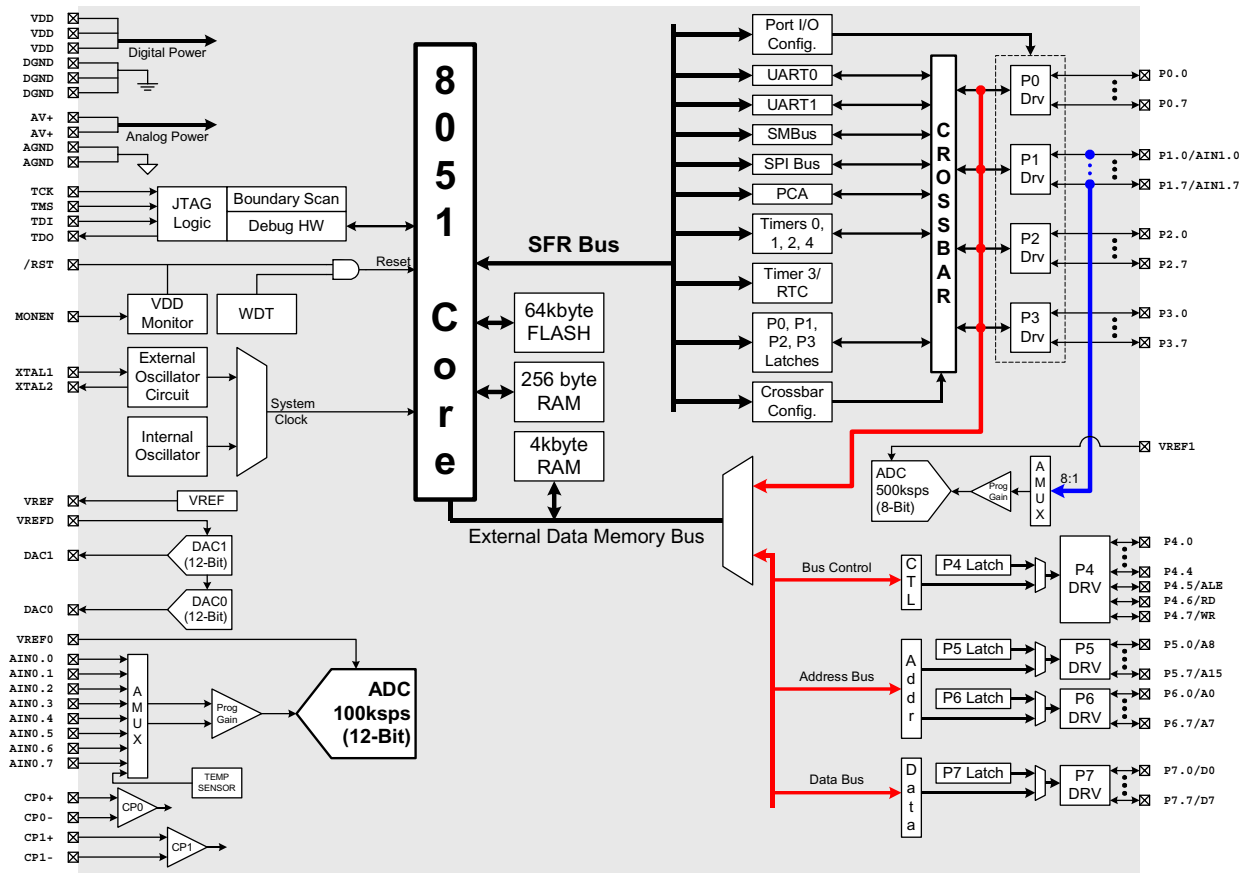 VDD
VDD
VDD
Digital Power
DGND
DGND
DGND
AV+
AV+
Analog Power
AGND
AGND
TCK
TMS
TDI
TDO
JTAG
Logic
Boundary Scan
Debug HW
/RST
Reset
MONEN
VDD
Monitor
WDT
XTAL1
XTAL2
External
Oscillator
Circuit
Internal
Oscillator
System
Clock
VREF
VREF
VREFD
DAC1
DAC1
(12-Bit)
DAC0
DAC0
(12-Bit)
VREF0
AIN0.0
AIN0.1
AIN0.2
AIN0.3
AIN0.4
AIN0.5
AIN0.6
AIN0.7
AMUX
Prog
Gain
ADC
100ksps
(12-Bit)
TEMP
SENSOR
CP0+
CP0-
CP0
CP1+
CP1-
CP1
8051 Core
SFR Bus
64kbyte
FLASH
256 byte
RAM
4kbyte
RAM
External Data Memory Bus
Port I/O
Config.
UART0
UART1
SMBus
SPI Bus
PCA
Timers 0,
1, 2, 4
Timer 3/
RTC
P0, P1,
P2, P3
Latches
Crossbar
Config.
CROSSBAR
P0
Drv
P1
Drv
P2
Drv
P3
Drv
P0.0
P0.7
P1.0/AIN1.0
P1.7/AIN1.7
P2.0
P2.7
P3.0
P3.7
VREF1
ADC
500ksps
(8-Bit)
Prog
Gain
AMUX
8:1
Bus Control
CTL
P4 Latch
P4
DRV
P4.0
P4.4
P4.5/ALE
P4.6/RD
P4.7/WR
Address Bus
Addr
P5 Latch
P5
DRV
P5.0/A8
P5.7/A15
P6 Latch
P6
DRV
P6.0/A0
P6.7/A7
Data Bus
Data
P7 Latch
P7
DRV
P7.0/D0
P7.7/D7